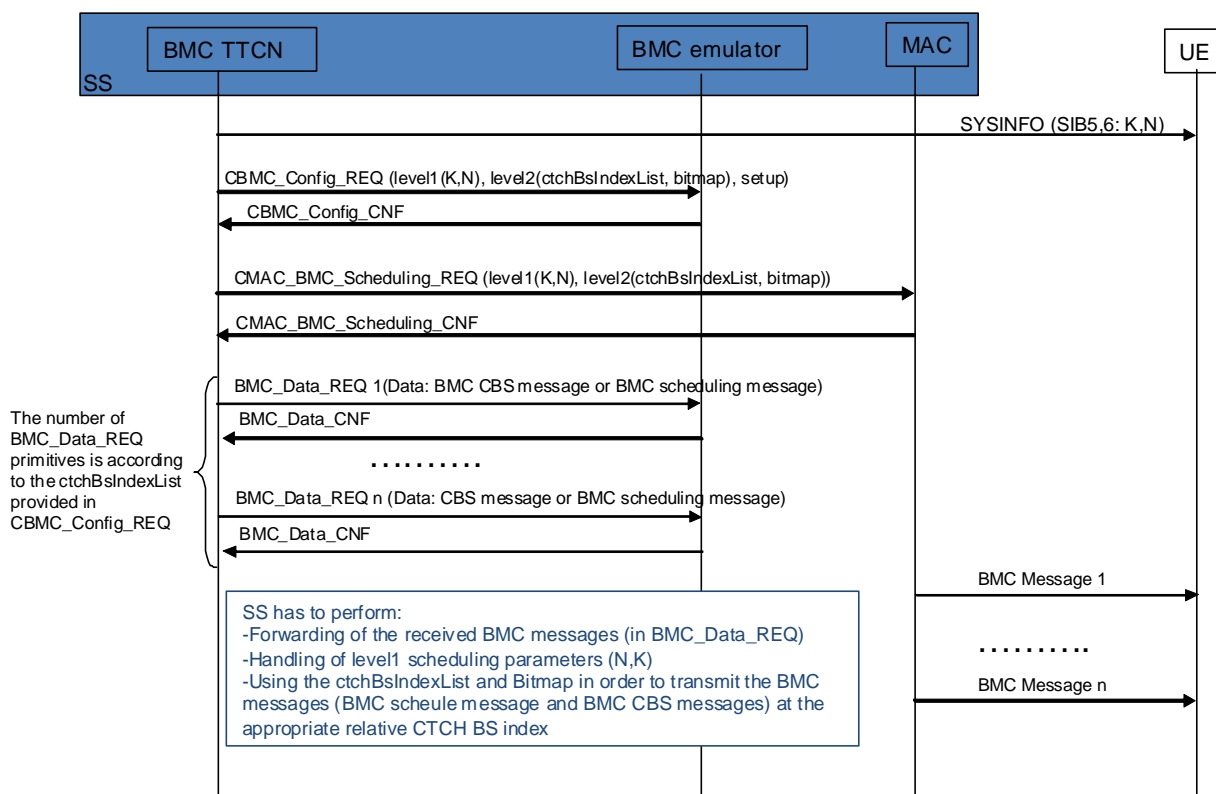 BMC TTCN
BMC emulator
MAC
UE
SS
SYSINFO (SIB5,6: K,N)
CBMC_Config_REQ (level1(K,N), level2(ctchBsIndexList, bitmap), setup)
CBMC_Config_CNF
CMAC_BMC_Scheduling_REQ (level1(K,N), level2(ctchBsIndexList, bitmap))
CMAC_BMC_Scheduling_CNF
BMC_Data_REQ 1(Data: BMC CBS message or BMC scheduling message)
BMC_Data_CNF
..........
BMC_Data_REQ n (Data: CBS message or BMC scheduling message)
BMC_Data_CNF
The number of
BMC_Data_REQ
primitives is according
to the ctchBsIndexList
provided in
CBMC_Config_REQ
BMC Message 1
..........
BMC Message n
SS has to perform:
-Forwarding of the received BMC messages (in BMC_Data_REQ)
-Handling of level1 scheduling parameters (N,K)
-Using the ctchBsIndexList and Bitmap in order to transmit the BMC
messages (BMC scheule message and BMC CBS messages) at the
appropriate relative CTCH BS index